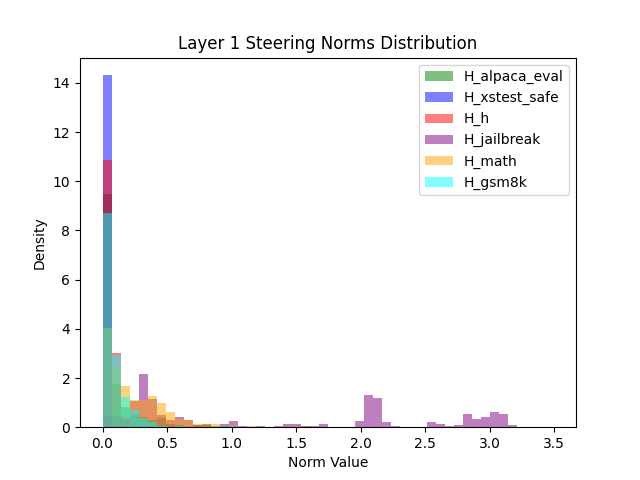 Layer 1 Steering Norms Distribution
H_alpaca_eval
H_xstest_safe
H_h
H_jailbreak
H_math
H_gsm8k
Density
14
12
10
8
6
4
2
0
0.0 0.5 1.0 1.5 2.0 2.5 3.0 3.5
Norm Value